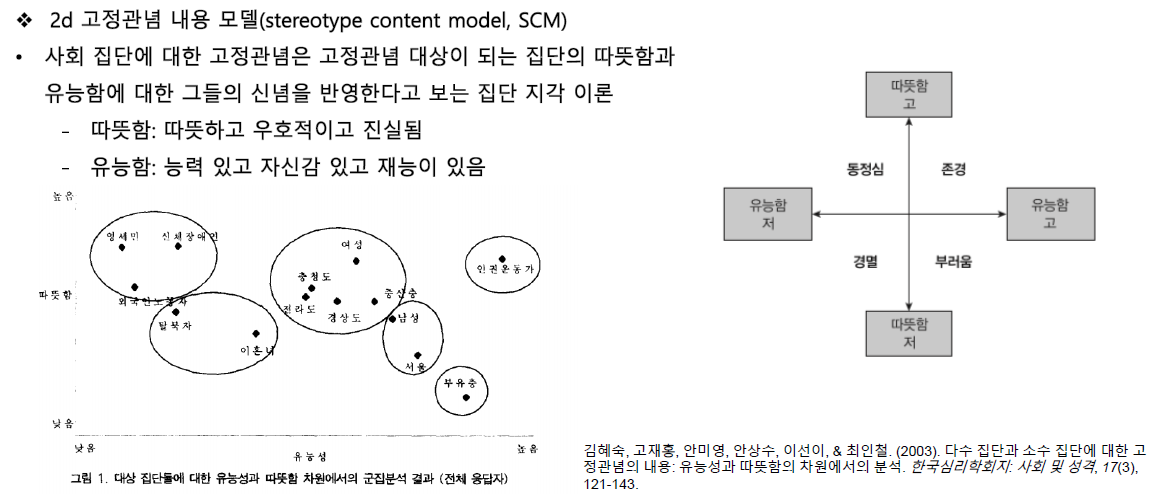 ❖ 2d 고정관념 내용 모델(stereotype content model, SCM)
• 사회 집단에 대한 고정관념은 고정관념 대상이 되는 집단의 따뜻함과
유능함에 대한 그들의 신념을 반영한다고 보는 집단 지각 이론
- 따뜻함: 따뜻하고 우호적이고 진실됨
- 유능함: 능력 있고 자신감 있고 재능이 있음
높음
영세민
신체장애인
여성
인권운동가
충청도
따뜻함
외국인노동자
전라도
경상도
중산층
탈북자
남성
이혼녀
서울
부유층
낮음
낮음
높음
유능성
그림 1. 대상 집단들에 대한 유능성과 따뜻함 차원에서의 군집분석 결과 (전체 응답자)
따뜻함
고
동정심
존경
유능함
저
유능함
고
경멸
부러움
따뜻함
저
김혜숙, 고재홍, 안미영, 안상수, 이선이, & 최인철. (2003). 다수 집단과 소수 집단에 대한 고
정관념의 내용: 유능성과 따뜻함의 차원에서의 분석. 한국심리학회지: 사회 및 성격, 17(3),
121-143.